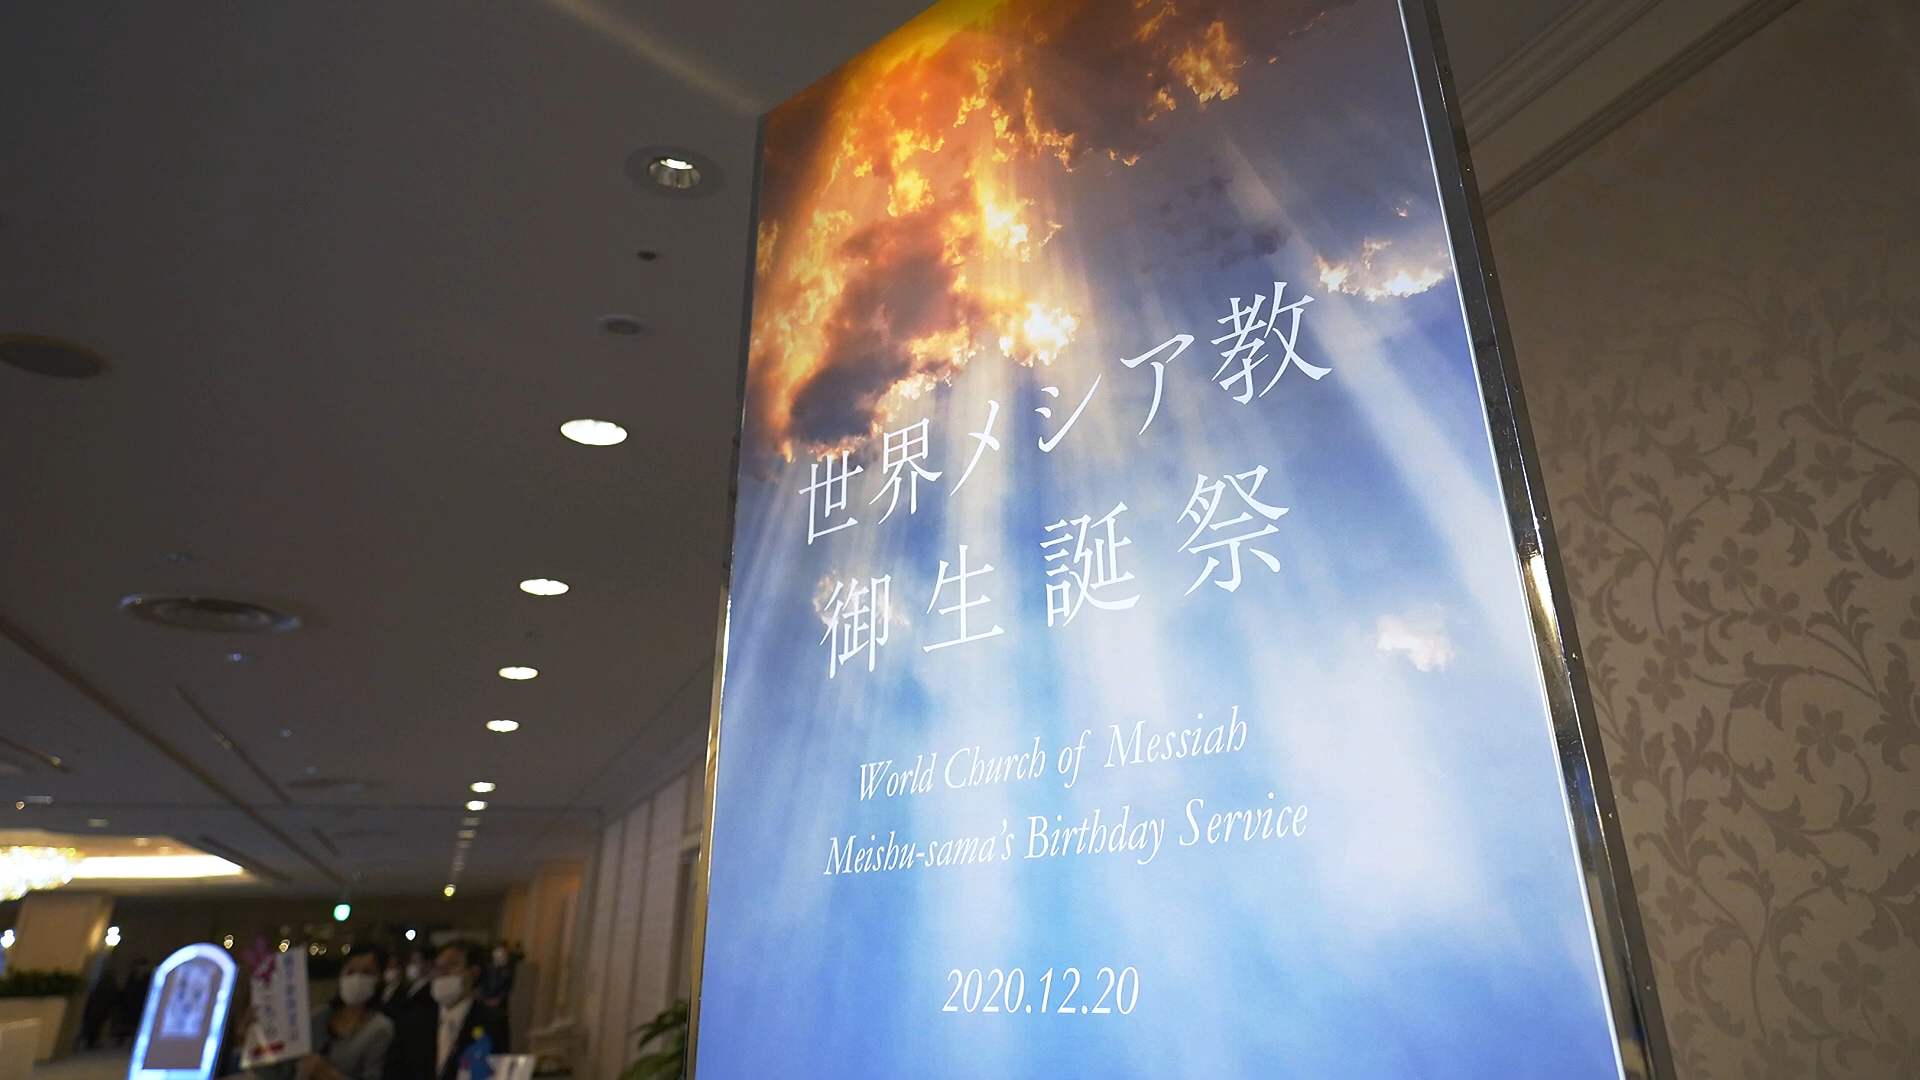 世界メシア教
御生誕祭
World Church of Messiah
Meishu-sama's Birthday Service
2020.12.20